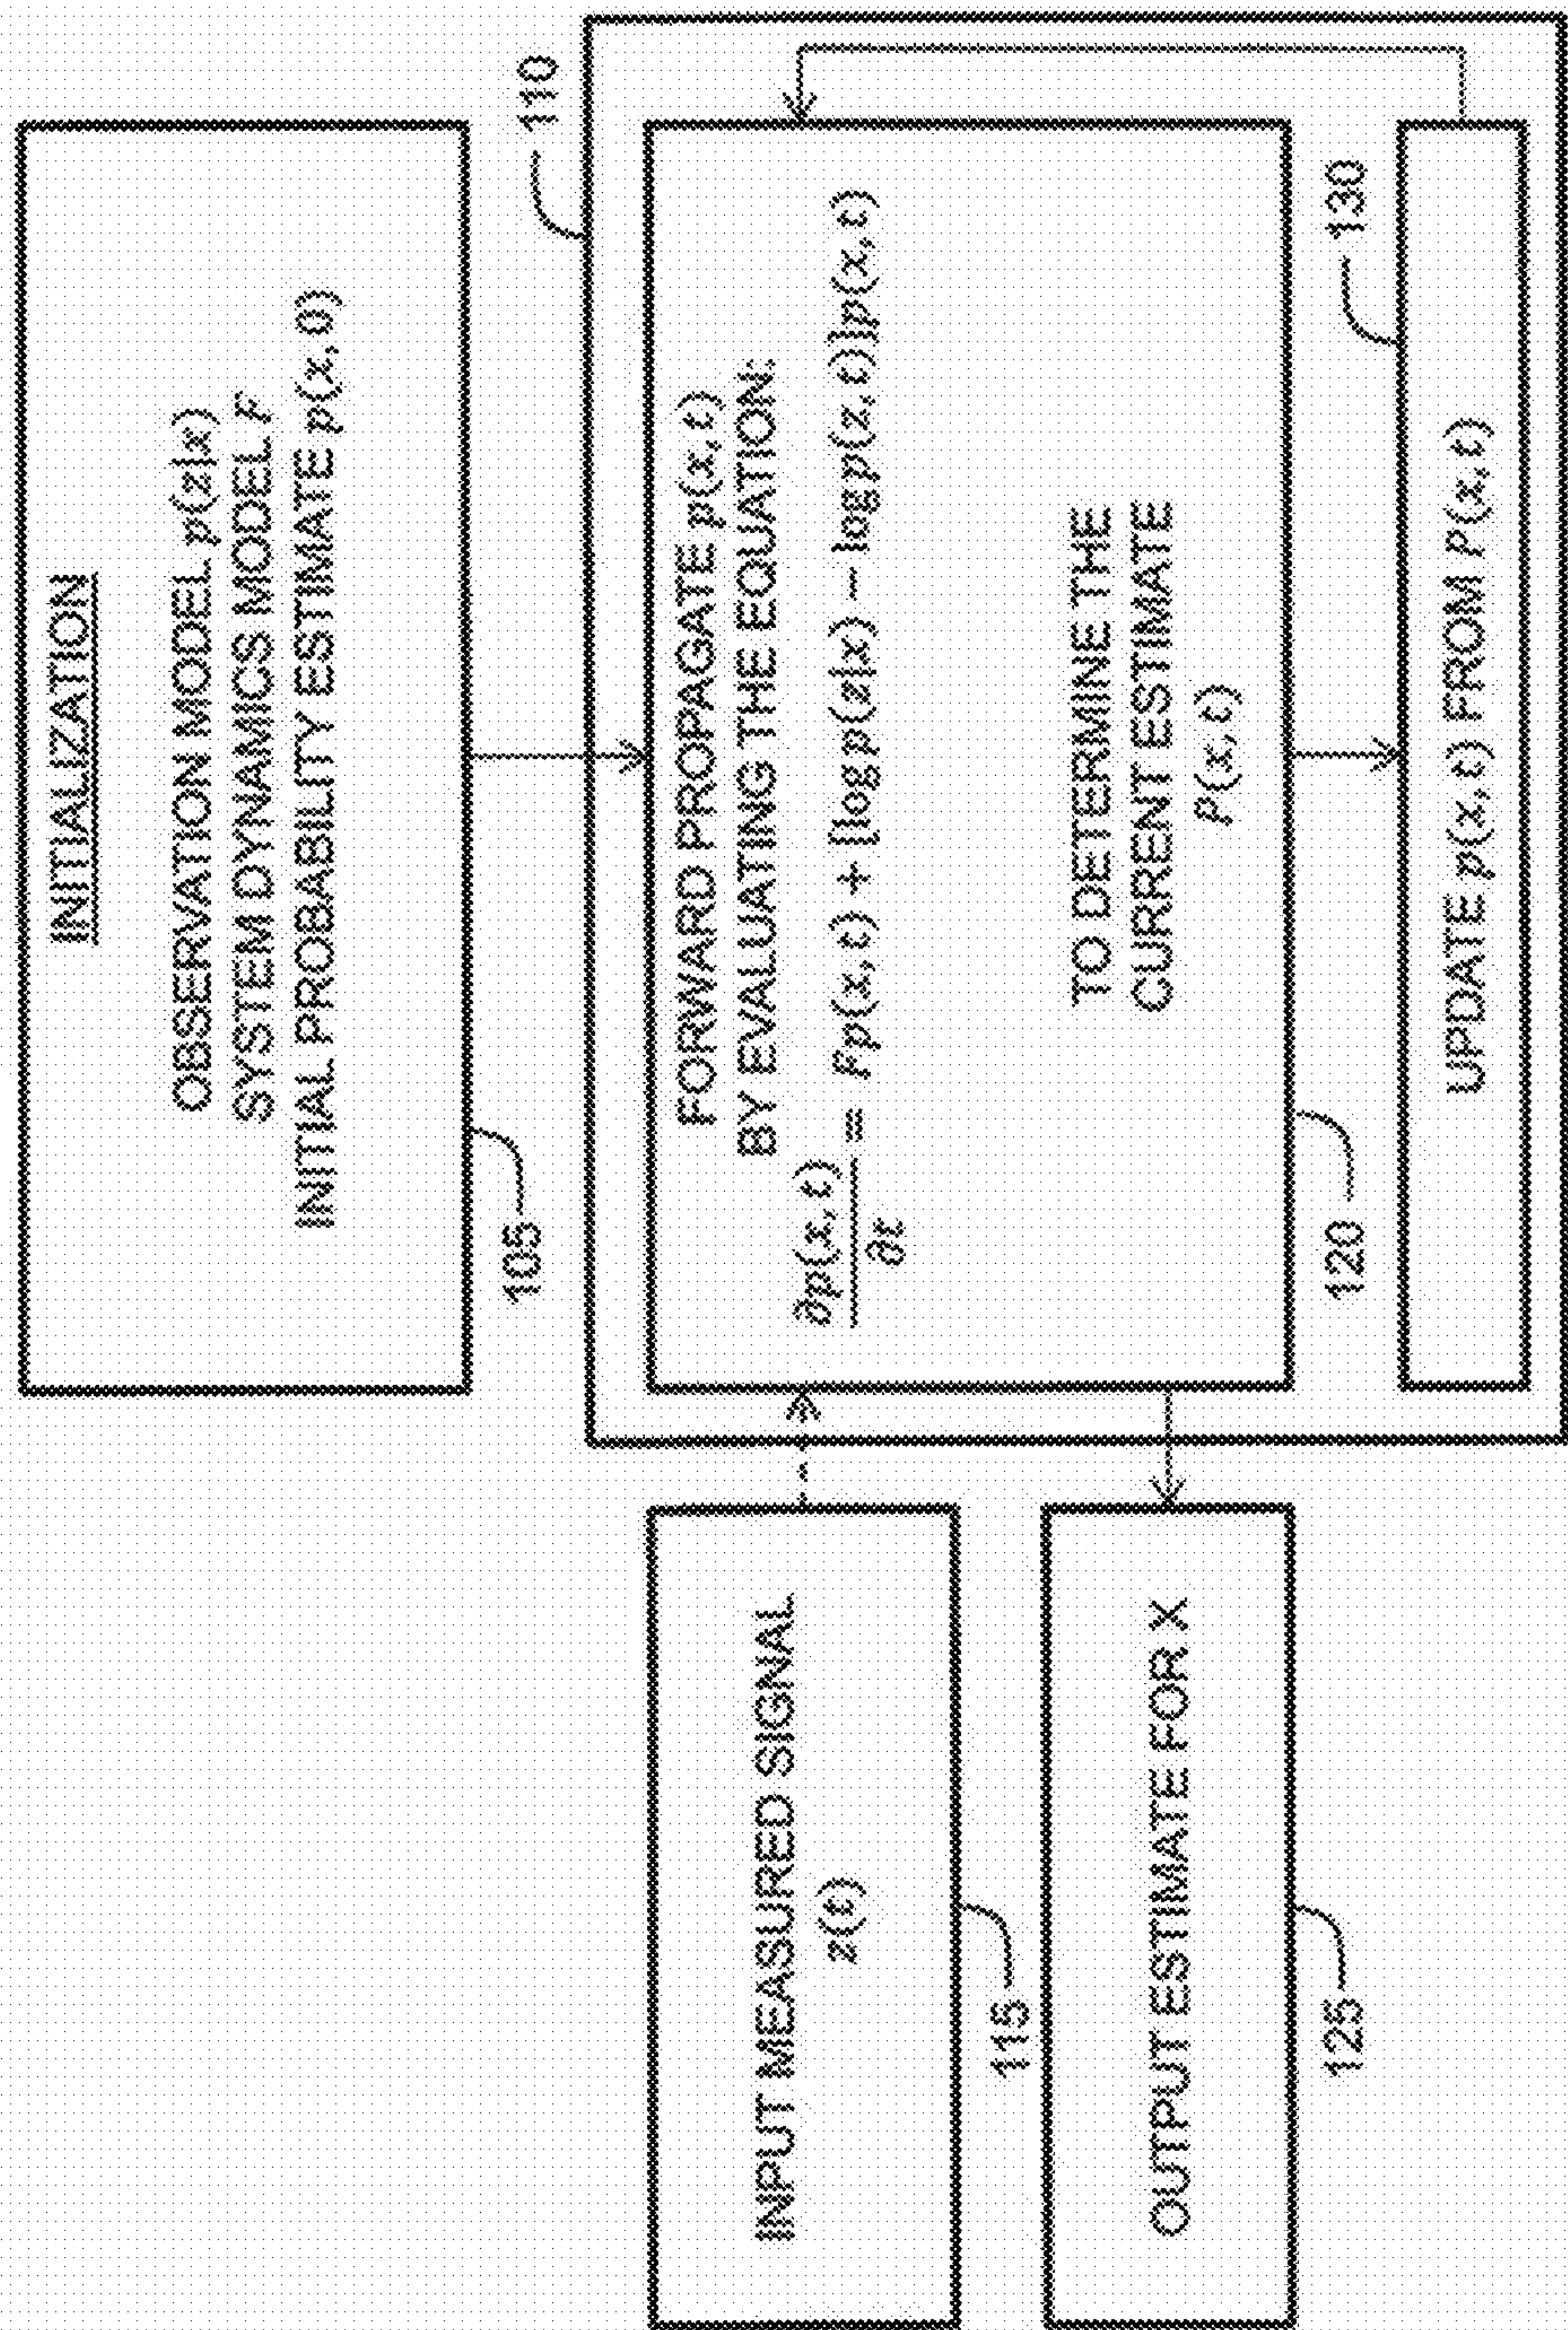 INITIALIZATION
OBSERVATION MODEL p(z|x)
SYSTEM DYNAMICS MODEL F
INITIAL PROBABILITY ESTIMATE p(x, 0)
105
110
INPUT MEASURED SIGNAL
z(t)
115
FORWARD PROPAGATE p(x, t)
BY EVALUATING THE EQUATION:
∂p(x, t)
∂t
= Fp(x, t) + [log p(z|x) − log p(z, t)]p(x, t)
TO DETERMINE THE
CURRENT ESTIMATE
P(x, t)
120
OUTPUT ESTIMATE FOR X
125
130
UPDATE p(x, t) FROM P(x, t)